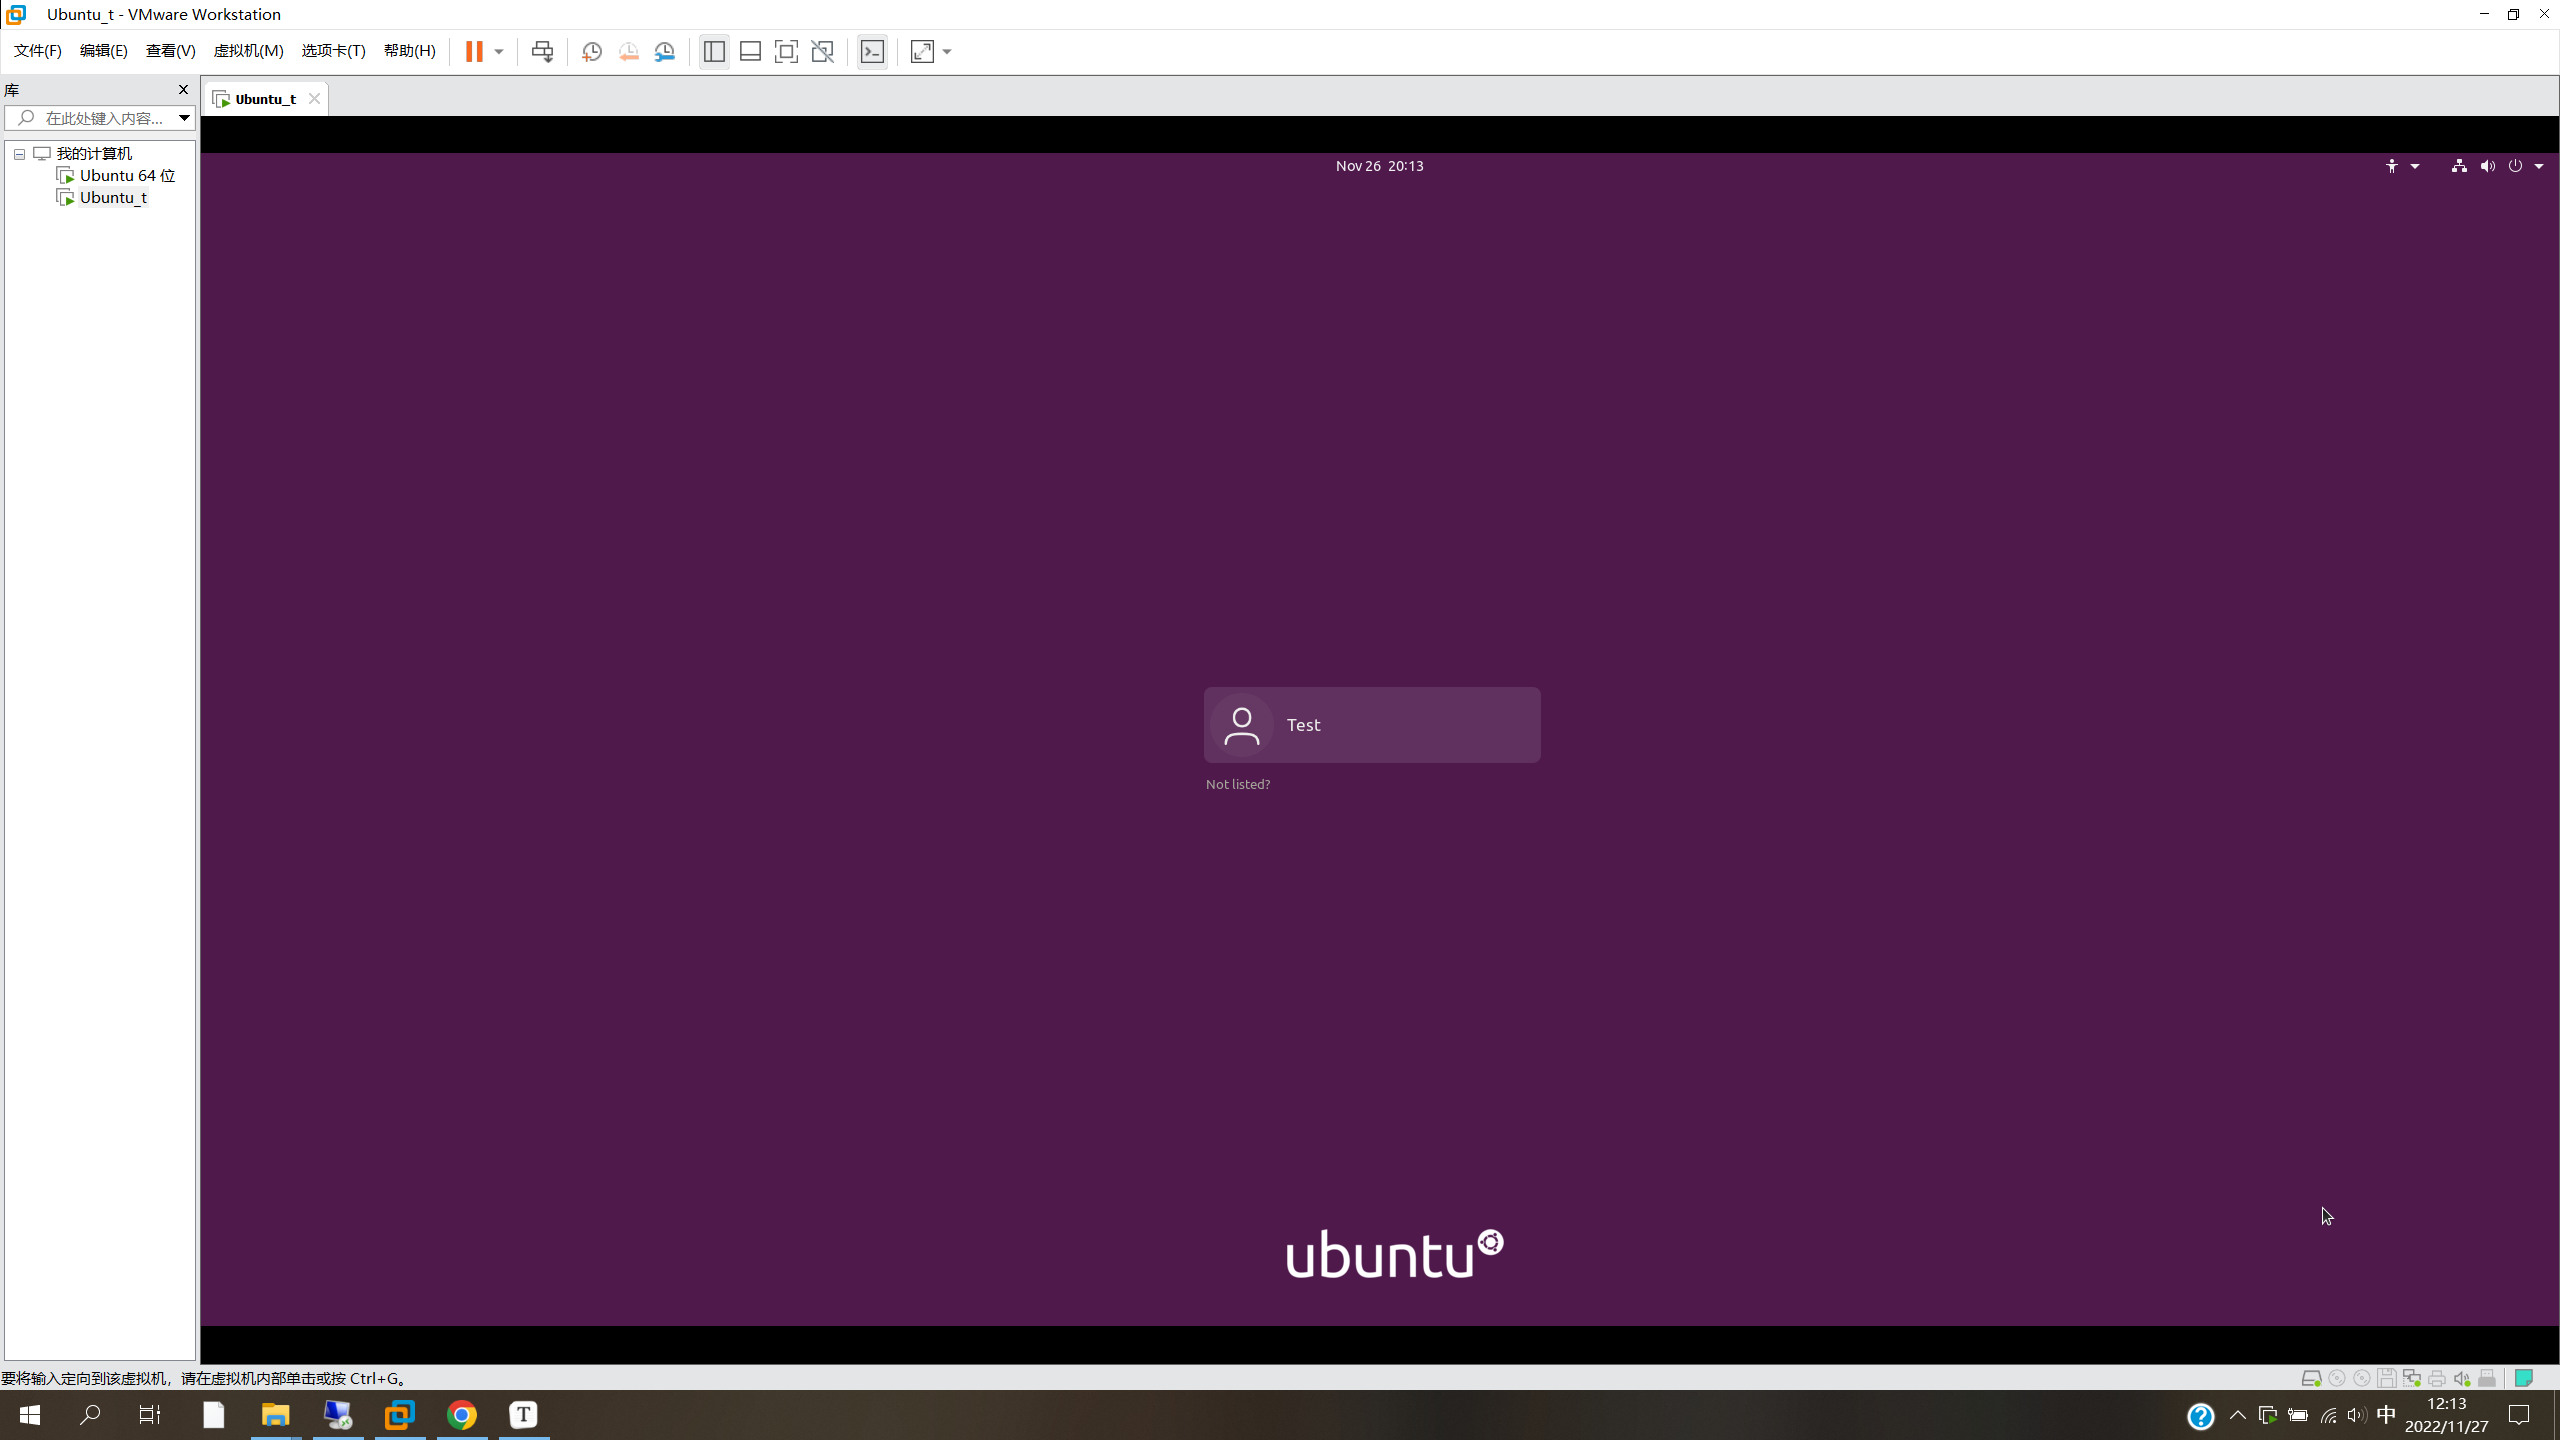 Ubuntu_t - VMware Workstation
文件(F) 编辑(E) 查看(V) 虚拟机(M) 选项卡(T) 帮助(H)
库
Ubuntu_t
在此处键入内容...
我的计算机
Ubuntu 64 位
Ubuntu_t
Nov 26 20:13
Test
Not listed?
ubuntu
要将输入定向到该虚拟机，请在虚拟机内部单击或按 Ctrl+G。
T
中
12:13
2022/11/27